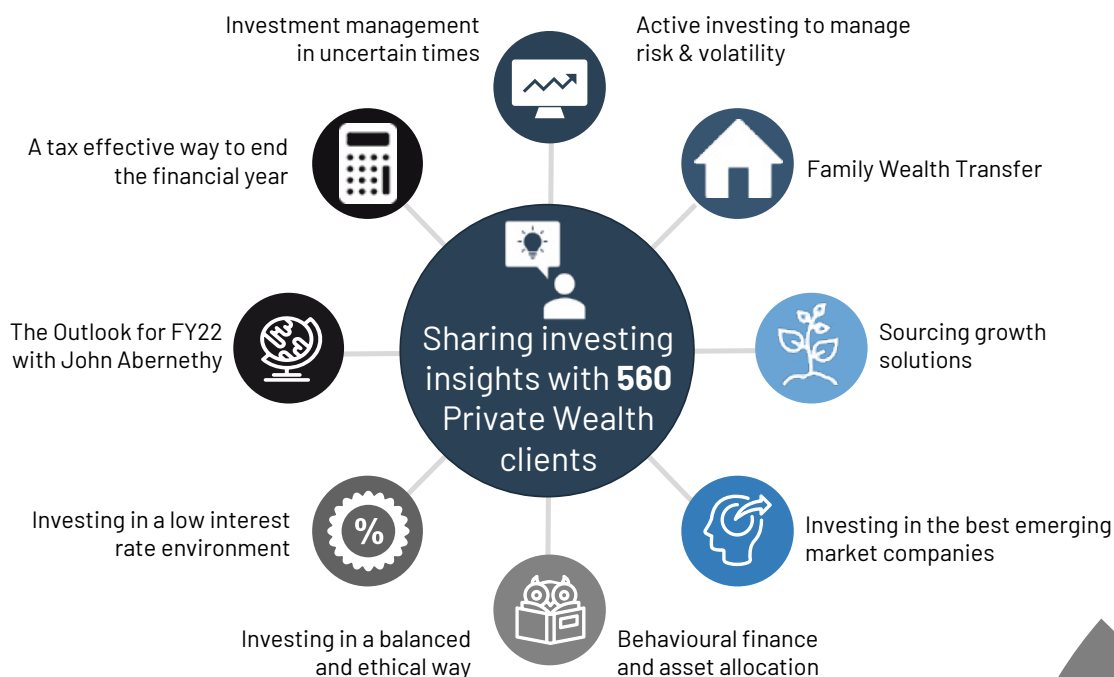 Investment management
in uncertain times
Active investing to manage
risk & volatility
A tax effective way to end
the financial year
Family Wealth Transfer
The Outlook for FY22
with John Abernethy
Sharing investing
insights with 560
Private Wealth
clients
Sourcing growth
solutions
Investing in a low interest
rate environment
%
Investing in the best emerging
market companies
Investing in a balanced
and ethical way
Behavioural finance
and asset allocation